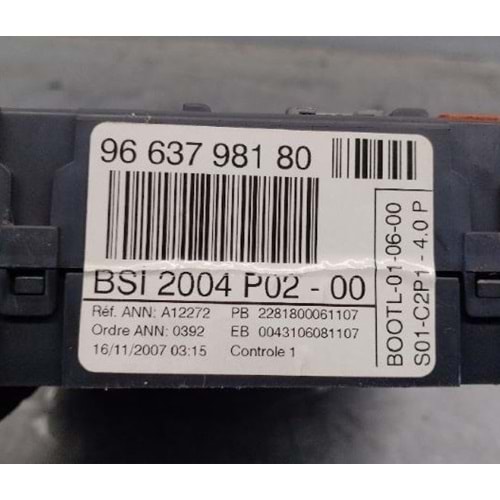 96 637 981 80
BSI 2004 P02 - 00
Réf. ANN: A12272 PB 2281800061107
Ordre ANN: 0392 EB 0043106081107
16/11/2007 03:15 Controle 1
BOOTL-01-06-00
S01-C2P1 - 4.0 P